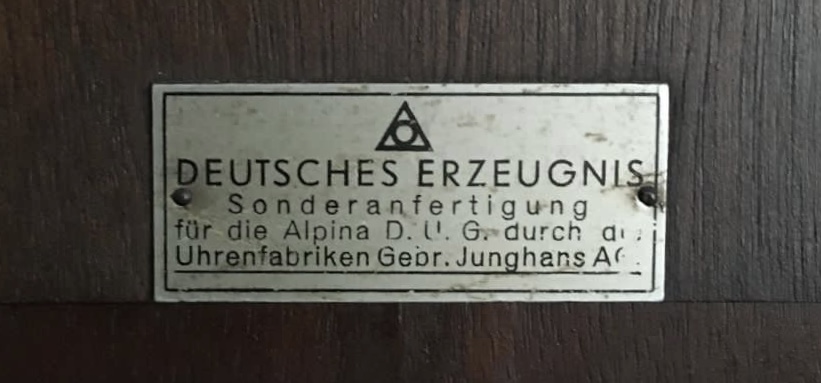 DEUTSCHES ERZEUGNIS
Sonderanfertigung
für die Alpina D. U. G. durch
Uhrenfabriken Gebr. Junghans